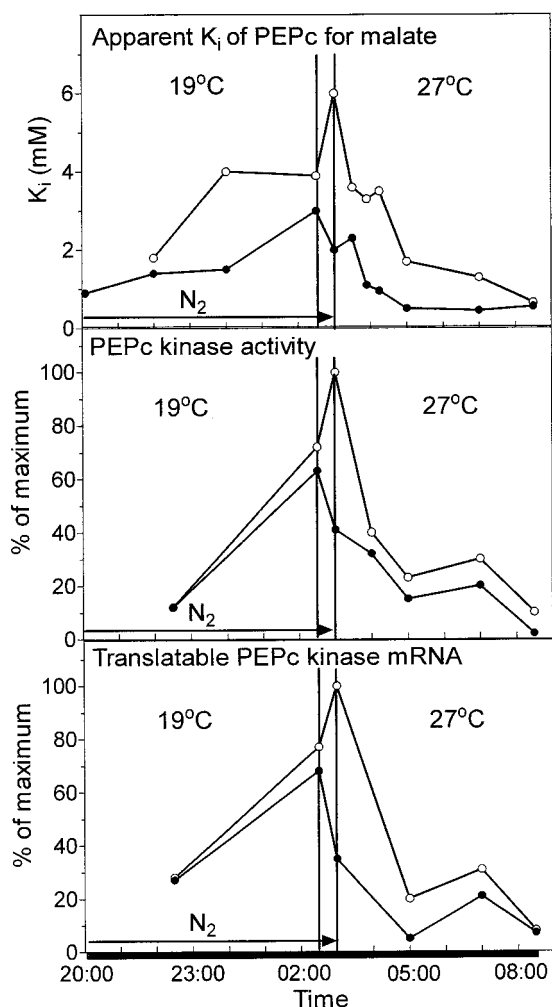 Apparent Ki of PEPc for malate
19°C
27°C
6
4
2
0
Ki (mM)
N2
PEPc kinase activity
19°C
27°C
100
80
60
40
20
0
% of maximum
N2
Translatable PEPc kinase mRNA
19°C
27°C
100
80
60
40
20
0
% of maximum
N2
20:00 23:00 02:00 05:00 08:00
Time